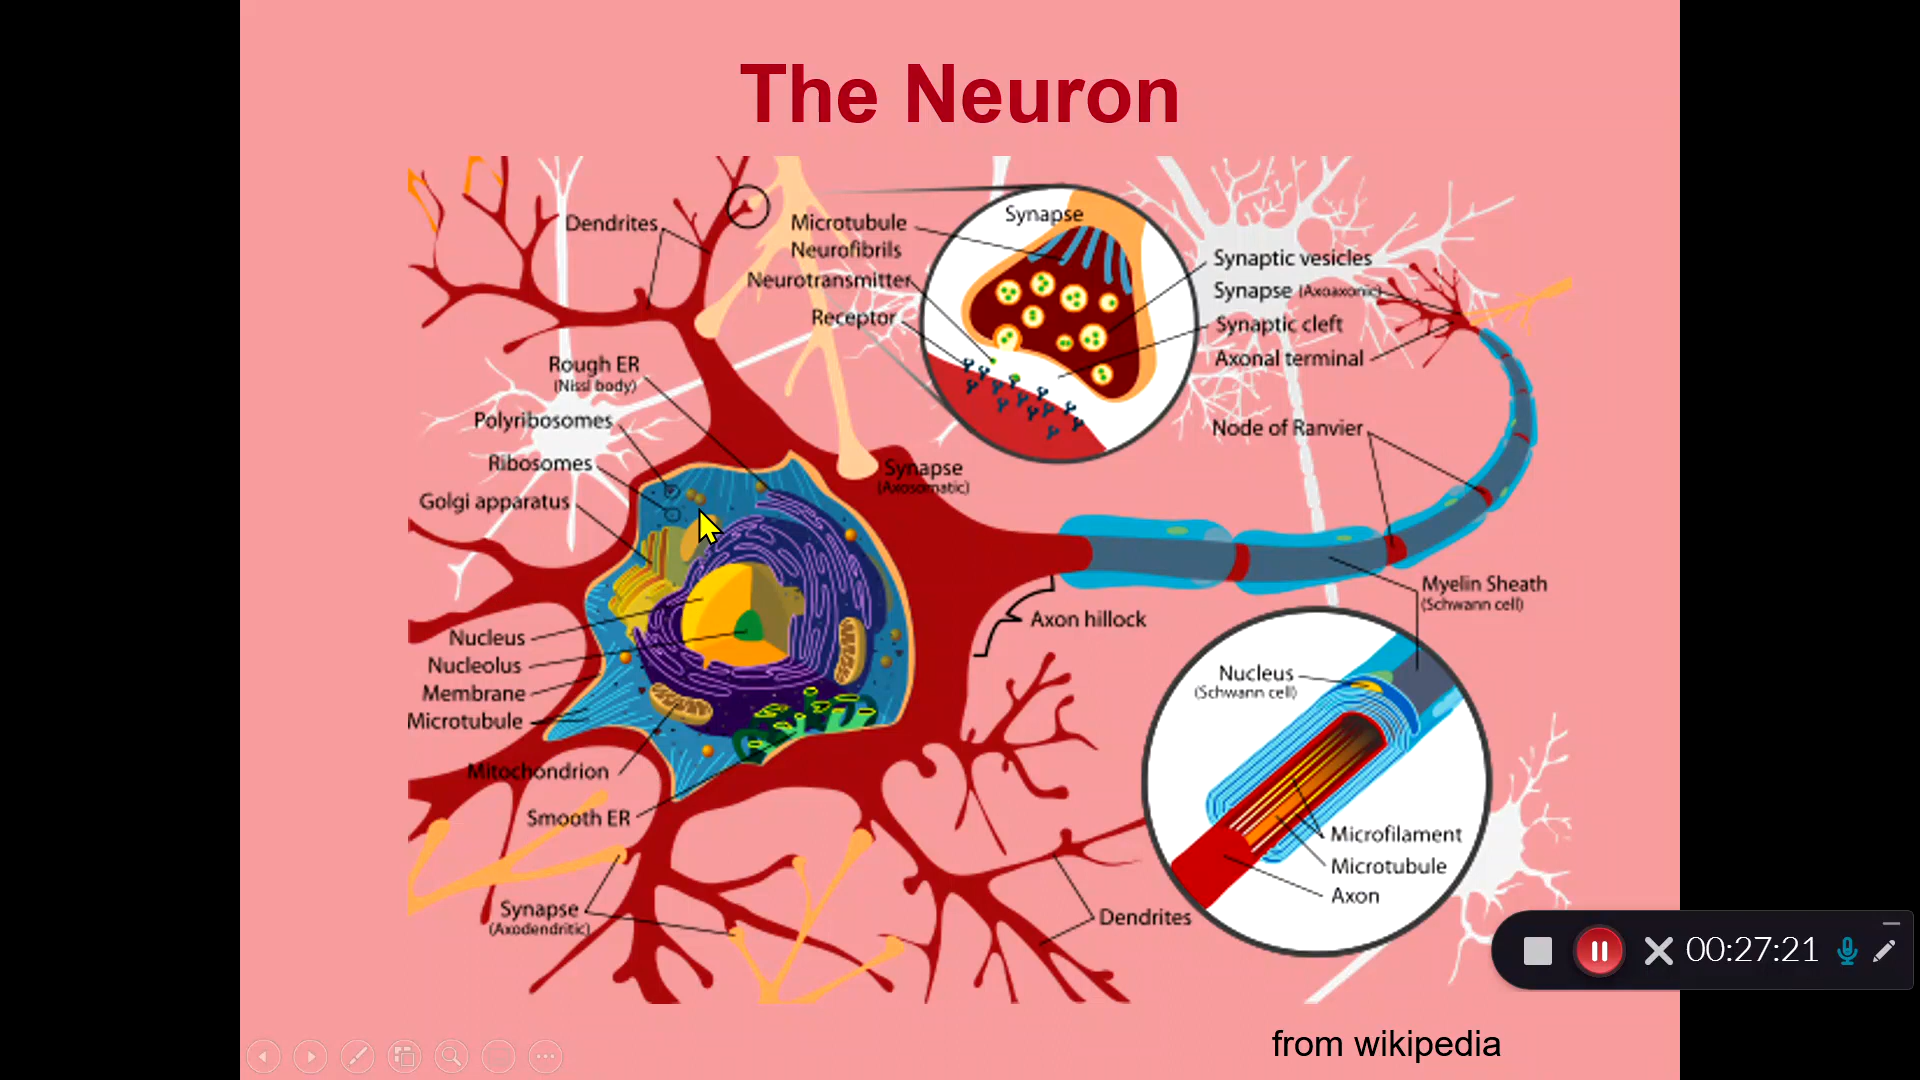 The Neuron
Dendrites
Microtubule
Neurofibrils
Neurotransmitter
Receptor
Synapse
Synaptic vesicles
Synapse (Axoaxonic)
Synaptic cleft
Axonal terminal
Rough ER
(Nissl body)
Polyribosomes
Ribosomes
Golgi apparatus
Synapse
(Axosomatic)
Node of Ranvier
Axon hillock
Myelin Sheath
(Schwann cell)
Nucleus
Nucleolus
Membrane
Microtubule
Mitochondrion
Smooth ER
Synapse
(Axodendritic)
Dendrites
Nucleus
(Schwann cell)
Microfilament
Microtubule
Axon
00:27:21
from wikipedia